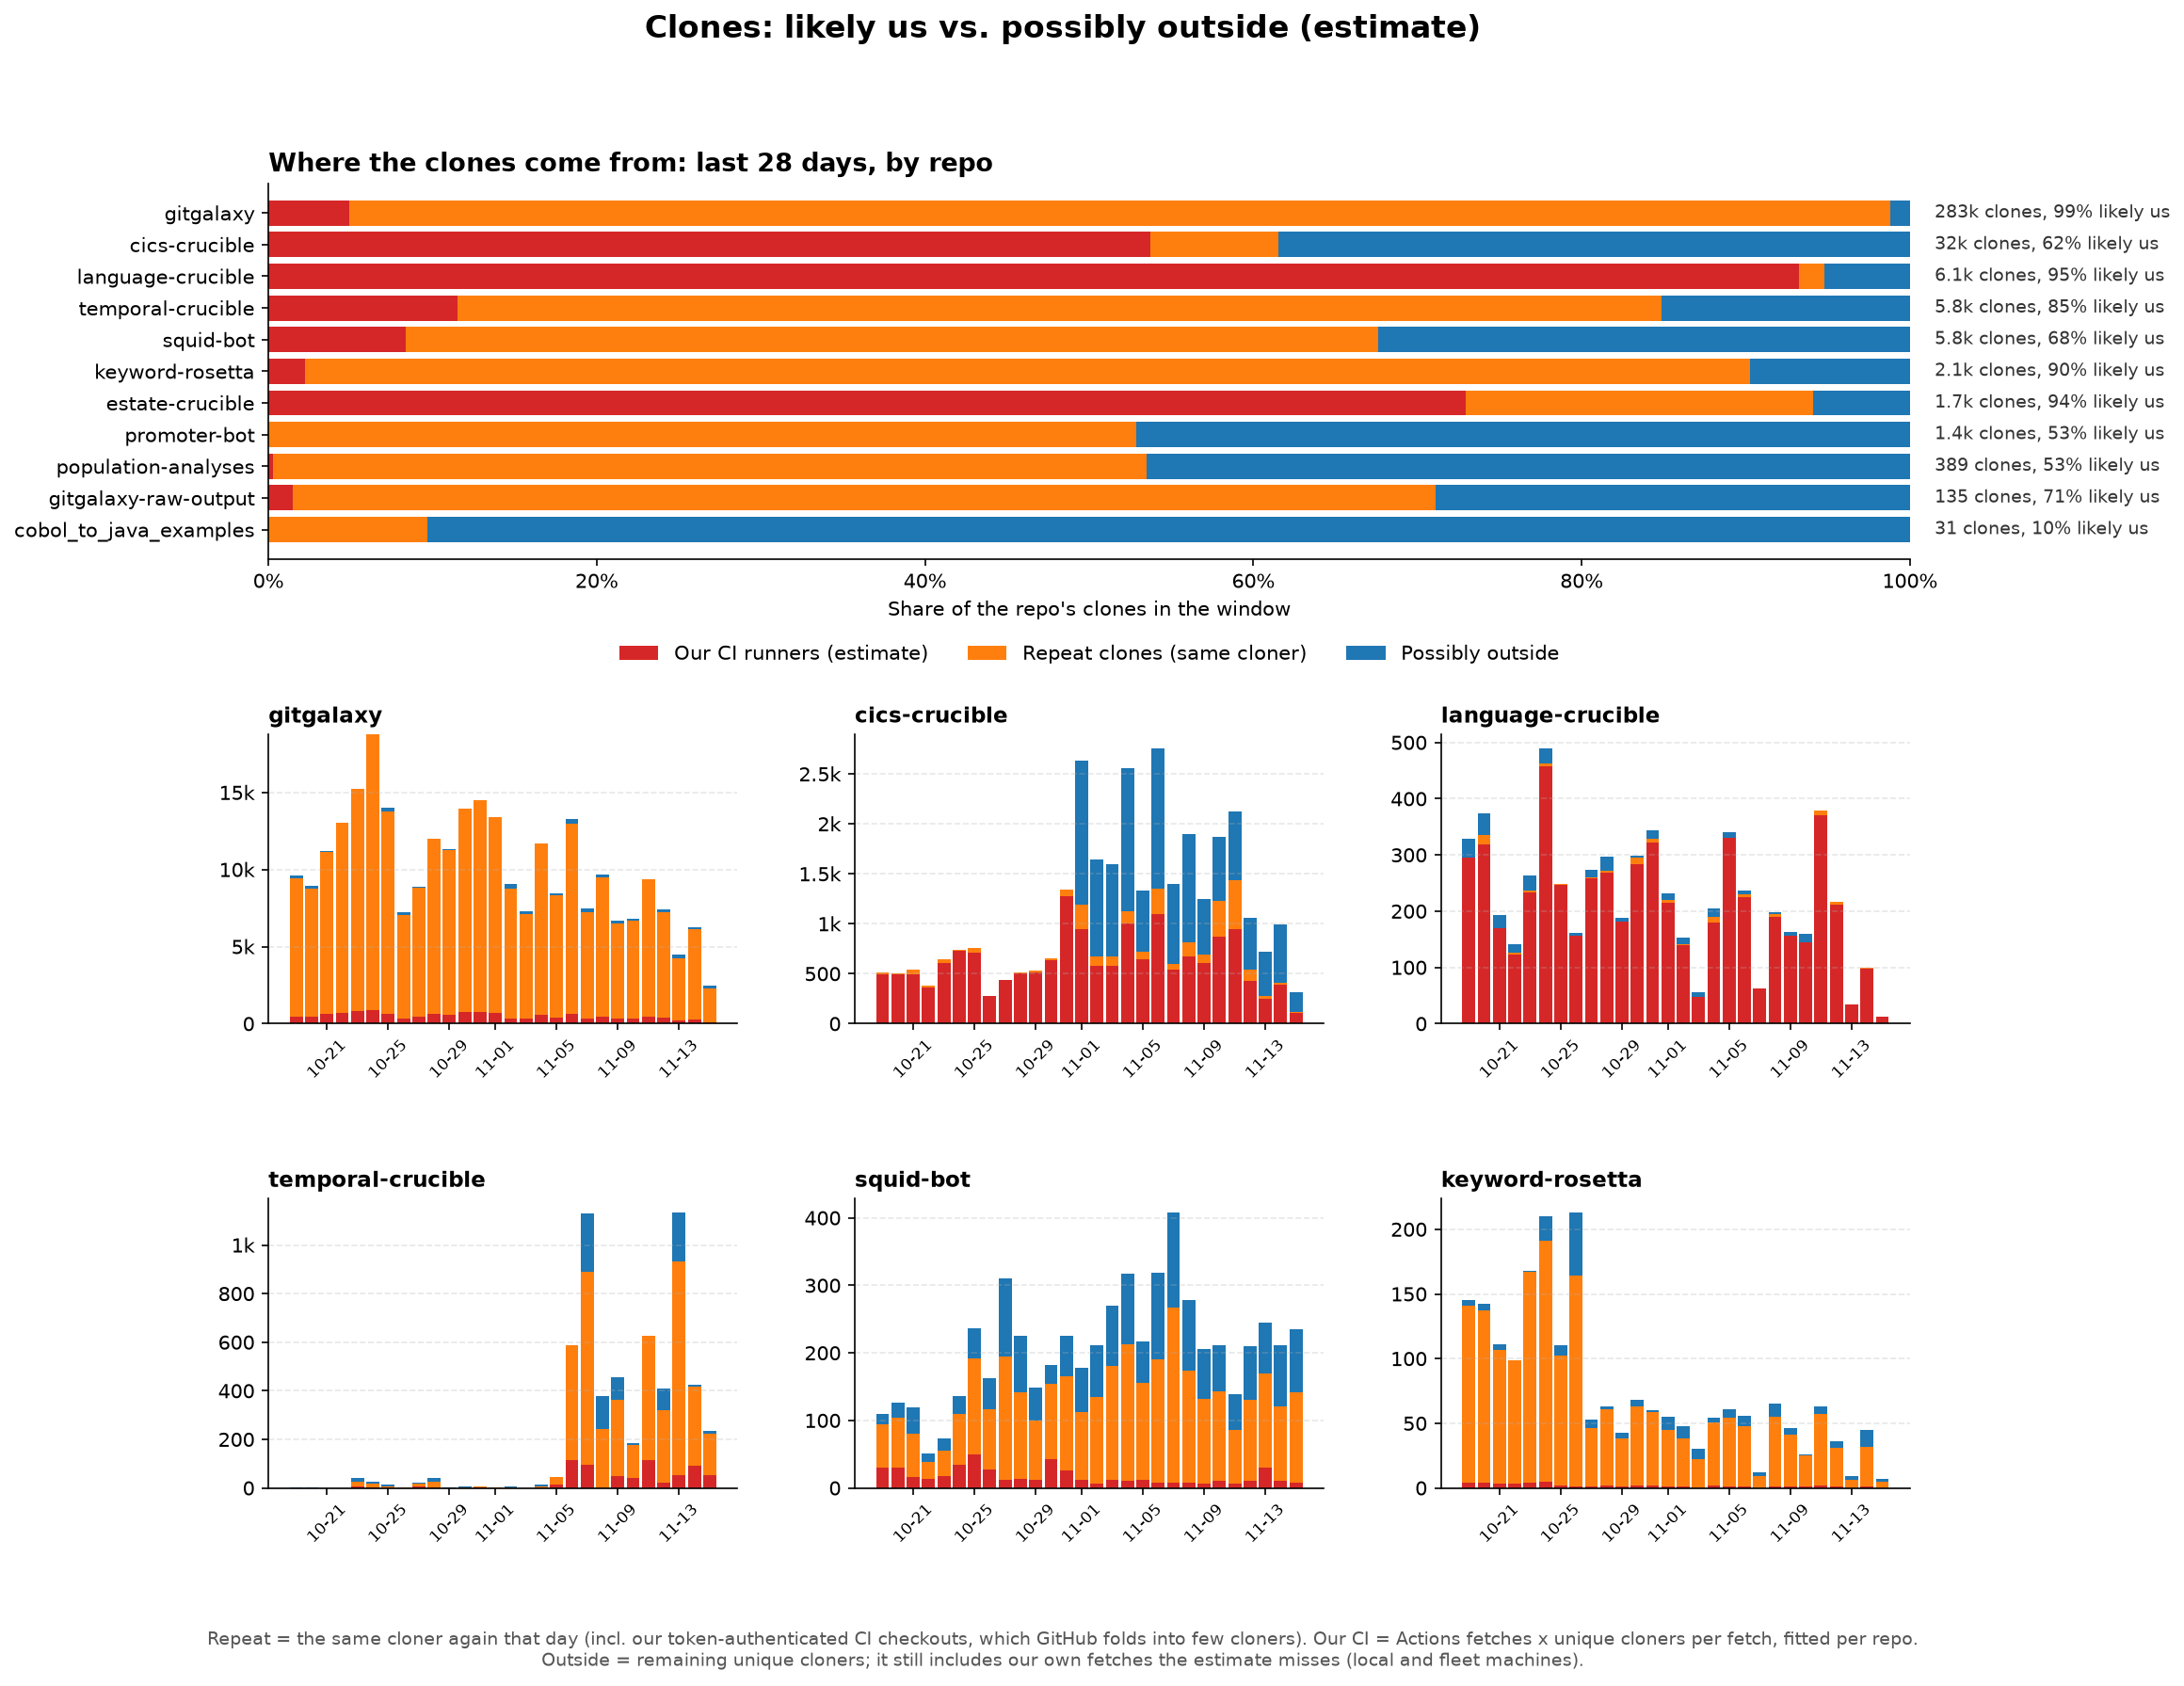 Clones: likely us vs. possibly outside (estimate)
Where the clones come from: last 28 days, by repo
gitgalaxy
283k clones, 99% likely us
cics-crucible
32k clones, 62% likely us
language-crucible
6.1k clones, 95% likely us
temporal-crucible
5.8k clones, 85% likely us
squid-bot
5.8k clones, 68% likely us
keyword-rosetta
2.1k clones, 90% likely us
estate-crucible
1.7k clones, 94% likely us
promoter-bot
1.4k clones, 53% likely us
population-analyses
389 clones, 53% likely us
gitgalaxy-raw-output
135 clones, 71% likely us
cobol_to_java_examples
31 clones, 10% likely us
0% 20% 40% 60% 80% 100%
Share of the repo's clones in the window
Our CI runners (estimate) Repeat clones (same cloner) Possibly outside
gitgalaxy
15k
10k
5k
0
10-21 10-25 10-29 11-01 11-05 11-09 11-13
cics-crucible
2.5k
2k
1.5k
1k
500
0
10-21 10-25 10-29 11-01 11-05 11-09 11-13
language-crucible
500
400
300
200
100
0
10-21 10-25 10-29 11-01 11-05 11-09 11-13
temporal-crucible
1k
800
600
400
200
0
10-21 10-25 10-29 11-01 11-05 11-09 11-13
squid-bot
400
300
200
100
0
10-21 10-25 10-29 11-01 11-05 11-09 11-13
keyword-rosetta
200
150
100
50
0
10-21 10-25 10-29 11-01 11-05 11-09 11-13
Repeat = the same cloner again that day (incl. our token-authenticated CI checkouts, which GitHub folds into few cloners). Our CI = Actions fetches x unique cloners per fetch, fitted per repo.
Outside = remaining unique cloners; it still includes our own fetches the estimate misses (local and fleet machines).